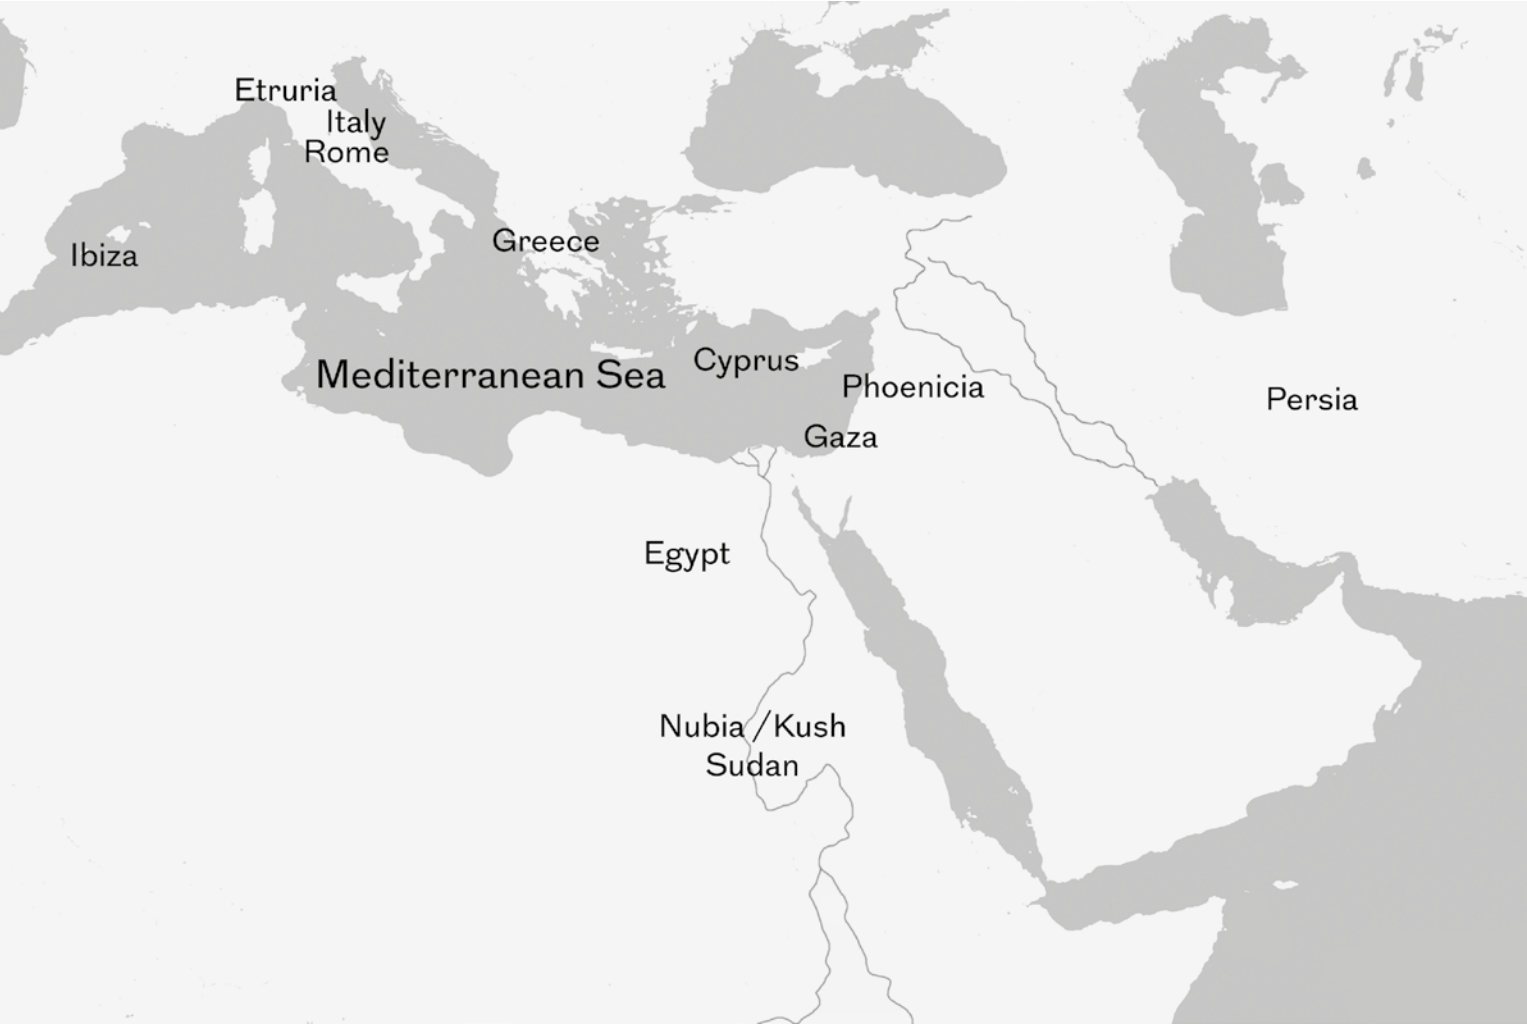 Etruria
Italy
Rome
Greece
Ibiza
Mediterranean Sea
Cyprus
Phoenicia
Persia
Gaza
Egypt
Nubia /Kush
Sudan